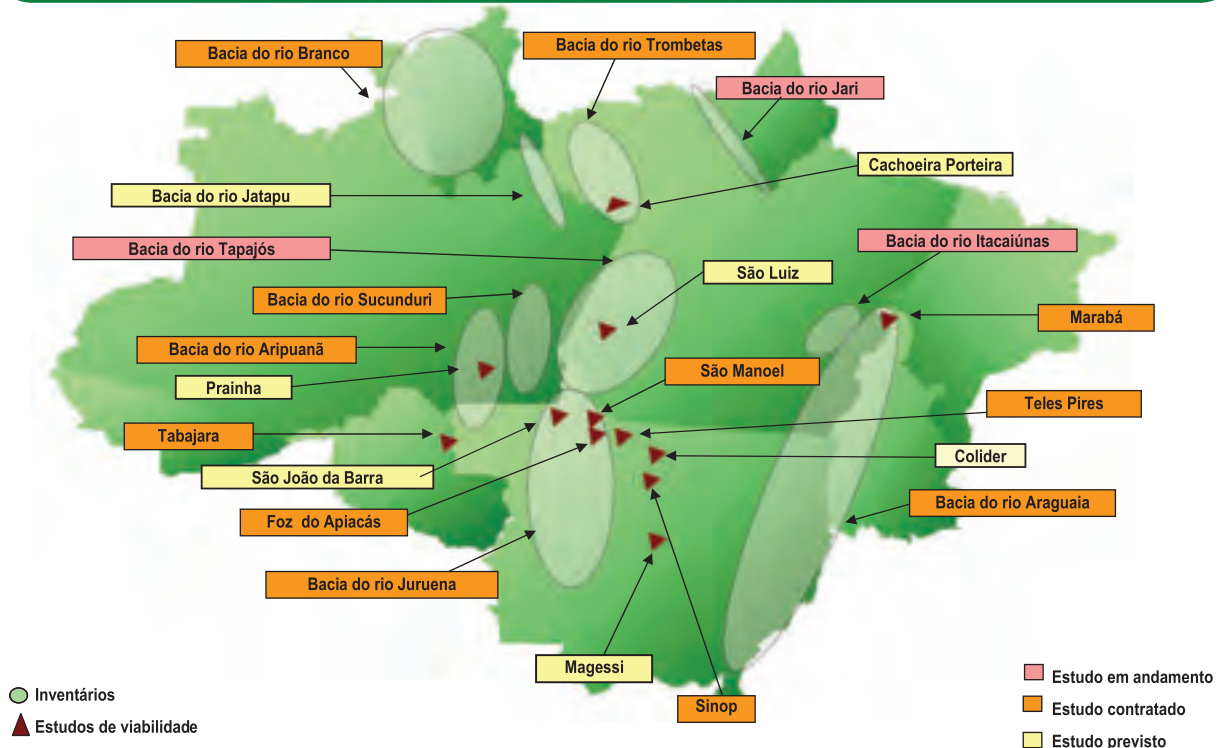 Bacia do rio Branco
Bacia do rio Trombetas
Bacia do rio Jari
Cachoeira Porteira
Bacia do rio Jatapu
Bacia do rio Tapajós
Bacia do rio Itacaiúnas
São Luiz
Bacia do rio Sucunduri
Marabá
Bacia do rio Aripuanã
São Manoel
Prainha
Teles Pires
Tabajara
Colider
São João da Barra
Bacia do rio Araguaia
Foz do Apiacás
Bacia do rio Juruena
Magessi
Sinop
Inventários
Estudos de viabilidade
Estudo em andamento
Estudo contratado
Estudo previsto